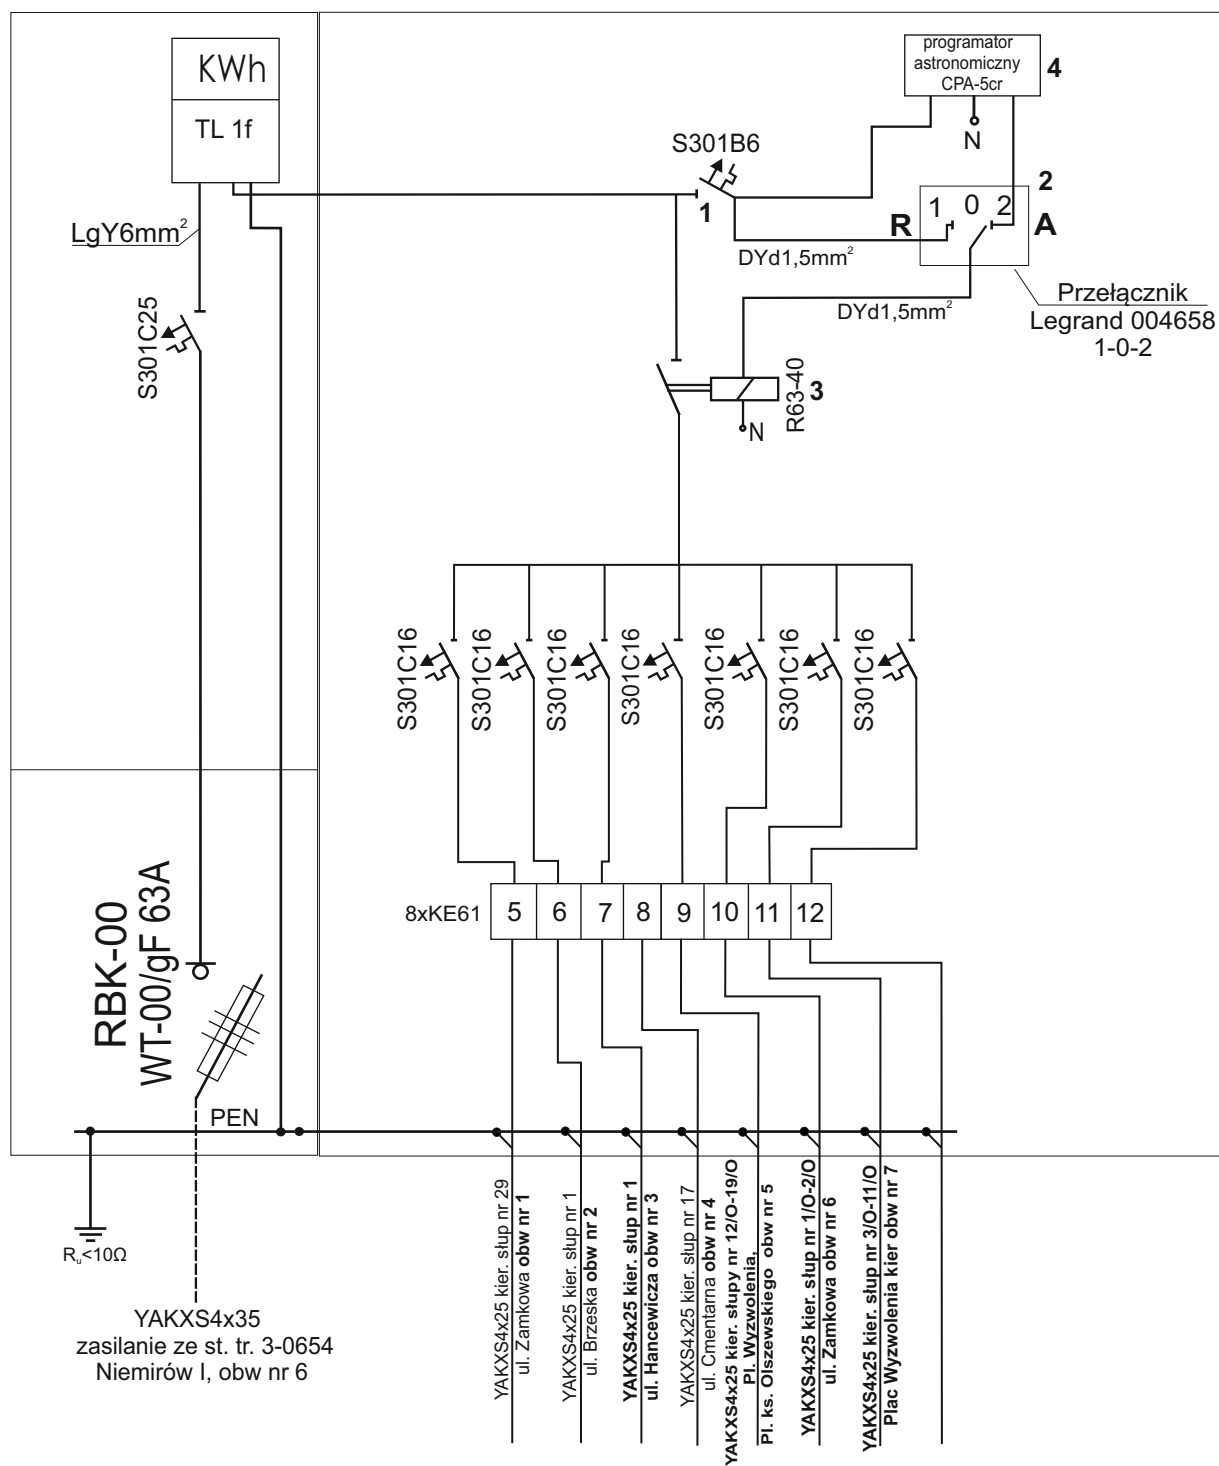 KWh
TL 1f
LgY6mm²
S301C25
programator
astronomiczny
CPA-5cr
4
N
S301B6
1
2
1 0 2
R
A
DYd1,5mm²
DYd1,5mm²
Przełącznik
Legrand 004658
1-0-2
R63-40
3
N
S301C16
S301C16
S301C16
S301C16
S301C16
S301C16
S301C16
8xKE61
5 6 7 8 9 10 11 12
RBK-00
WT-00/gF 63A
PEN
Rᵤ<10Ω
YAKXS4x35
zasilanie ze st. tr. 3-0654
Niemirów I, obw nr 6
YAKXS4x25 kier. słup nr 29
ul. Zamkowa obw nr 1
YAKXS4x25 kier. słup nr 1
ul. Brzeska obw nr 2
YAKXS4x25 kier. słup nr 1
ul. Hancewicza obw nr 3
YAKXS4x25 kier. słup nr 17
ul. Cmentarna obw nr 4
YAKXS4x25 kier. słupy nr 12/O-19/O
Pl. Wyzwolenia,
Pl. ks. Olszewskiego obw nr 5
YAKXS4x25 kier. słup nr 1/O-2/O
ul. Zamkowa obw nr 6
YAKXS4x25 kier. słup nr 3/O-11/O
Plac Wyzwolenia kier obw nr 7